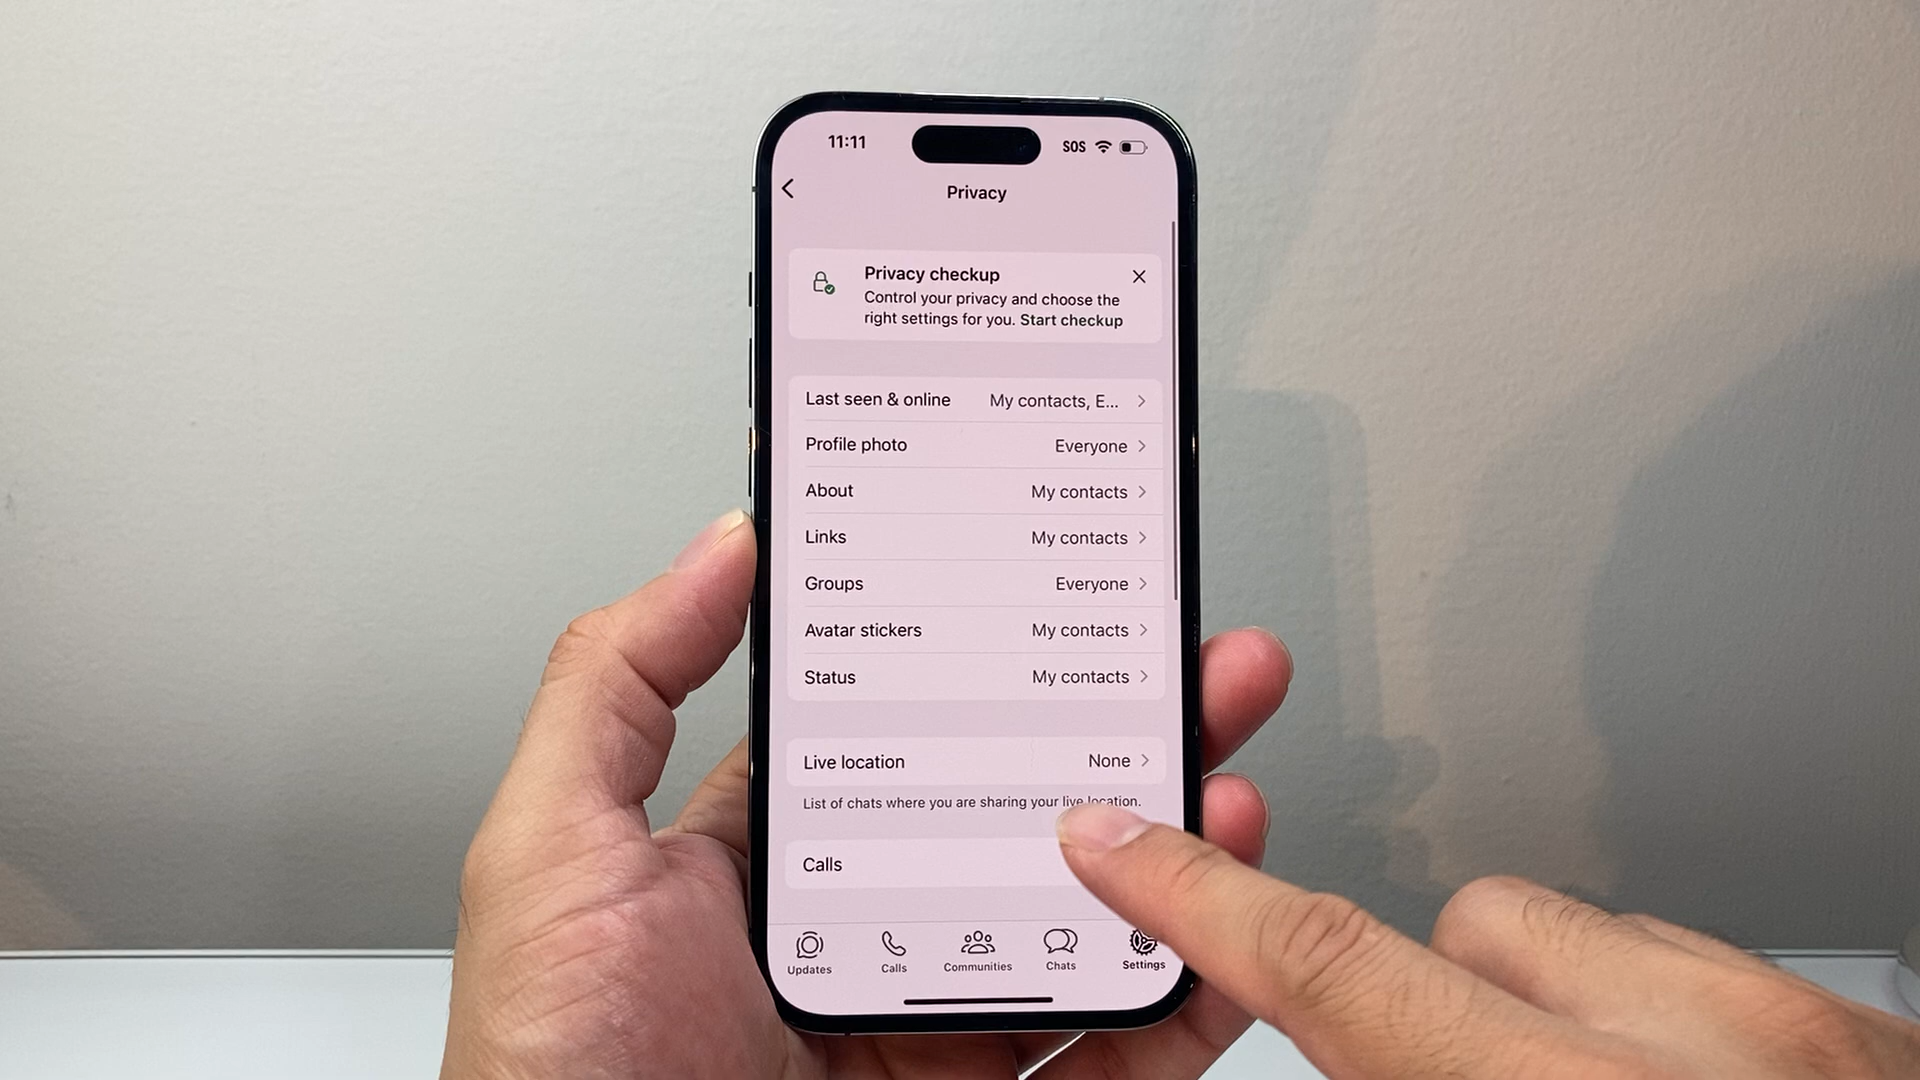 11:11
SOS
Privacy
Privacy checkup
Control your privacy and choose the
right settings for you. Start checkup
Last seen & online My contacts, E...
Profile photo Everyone
About My contacts
Links My contacts
Groups Everyone
Avatar stickers My contacts
Status My contacts
Live location None
List of chats where you are sharing your live location.
Calls
Updates Calls Communities Chats Settings